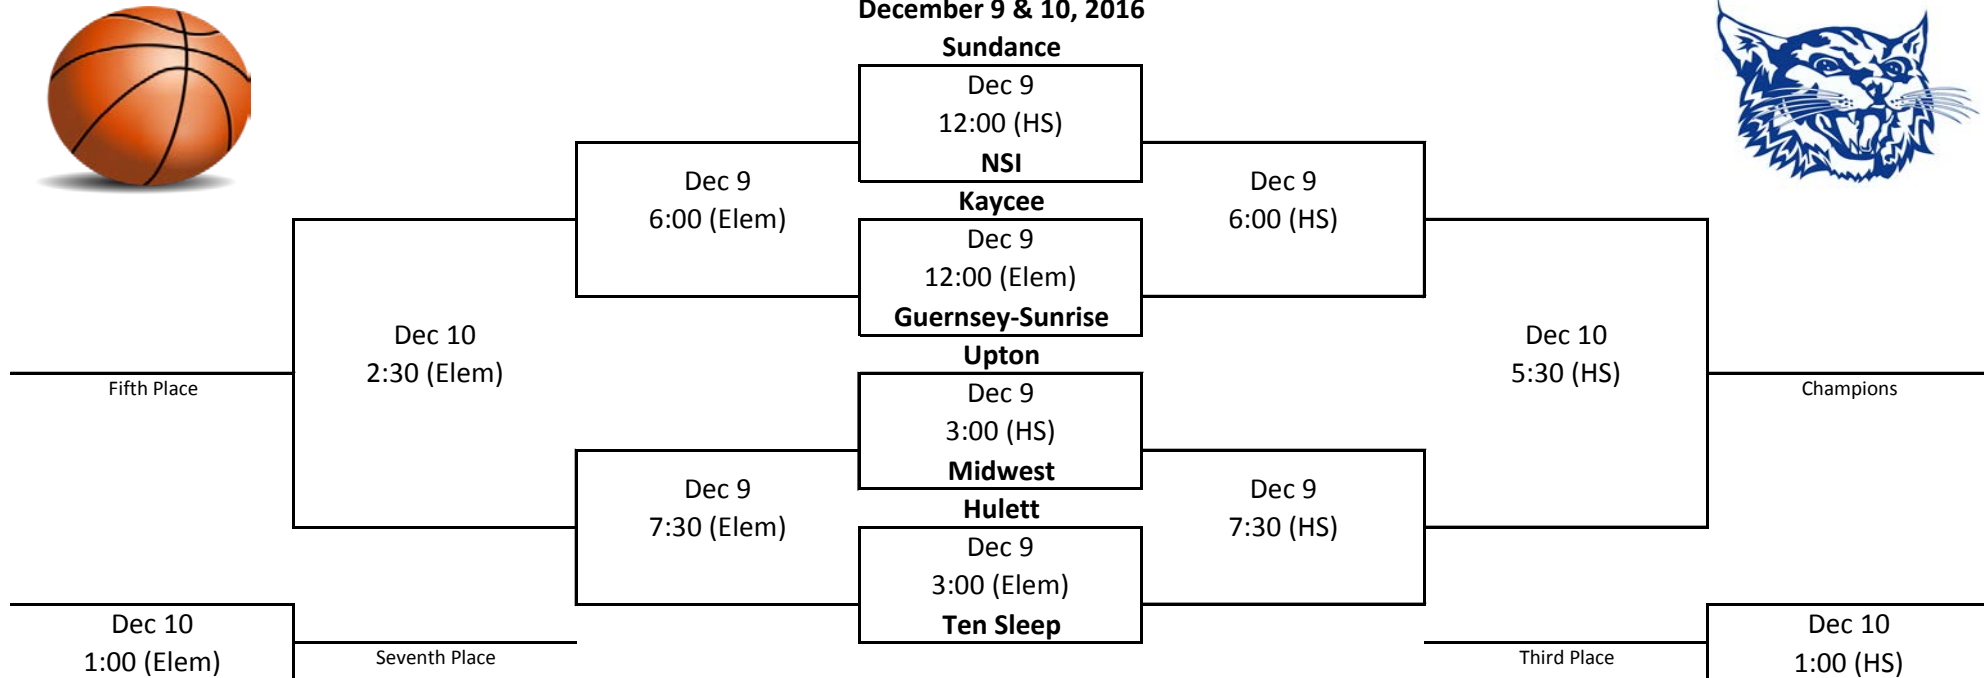 December 9 & 10, 2016
Sundance
Dec 9
12:00 (HS)
NSI
Dec 9
6:00 (Elem)
Dec 9
6:00 (HS)
Kaycee
Dec 9
12:00 (Elem)
Guernsey-Sunrise
Dec 10
2:30 (Elem)
Dec 10
5:30 (HS)
Upton
Fifth Place
Champions
Dec 9
3:00 (HS)
Midwest
Dec 9
7:30 (Elem)
Dec 9
7:30 (HS)
Hulett
Dec 9
3:00 (Elem)
Ten Sleep
Dec 10
1:00 (Elem)
Seventh Place
Third Place
Dec 10
1:00 (HS)